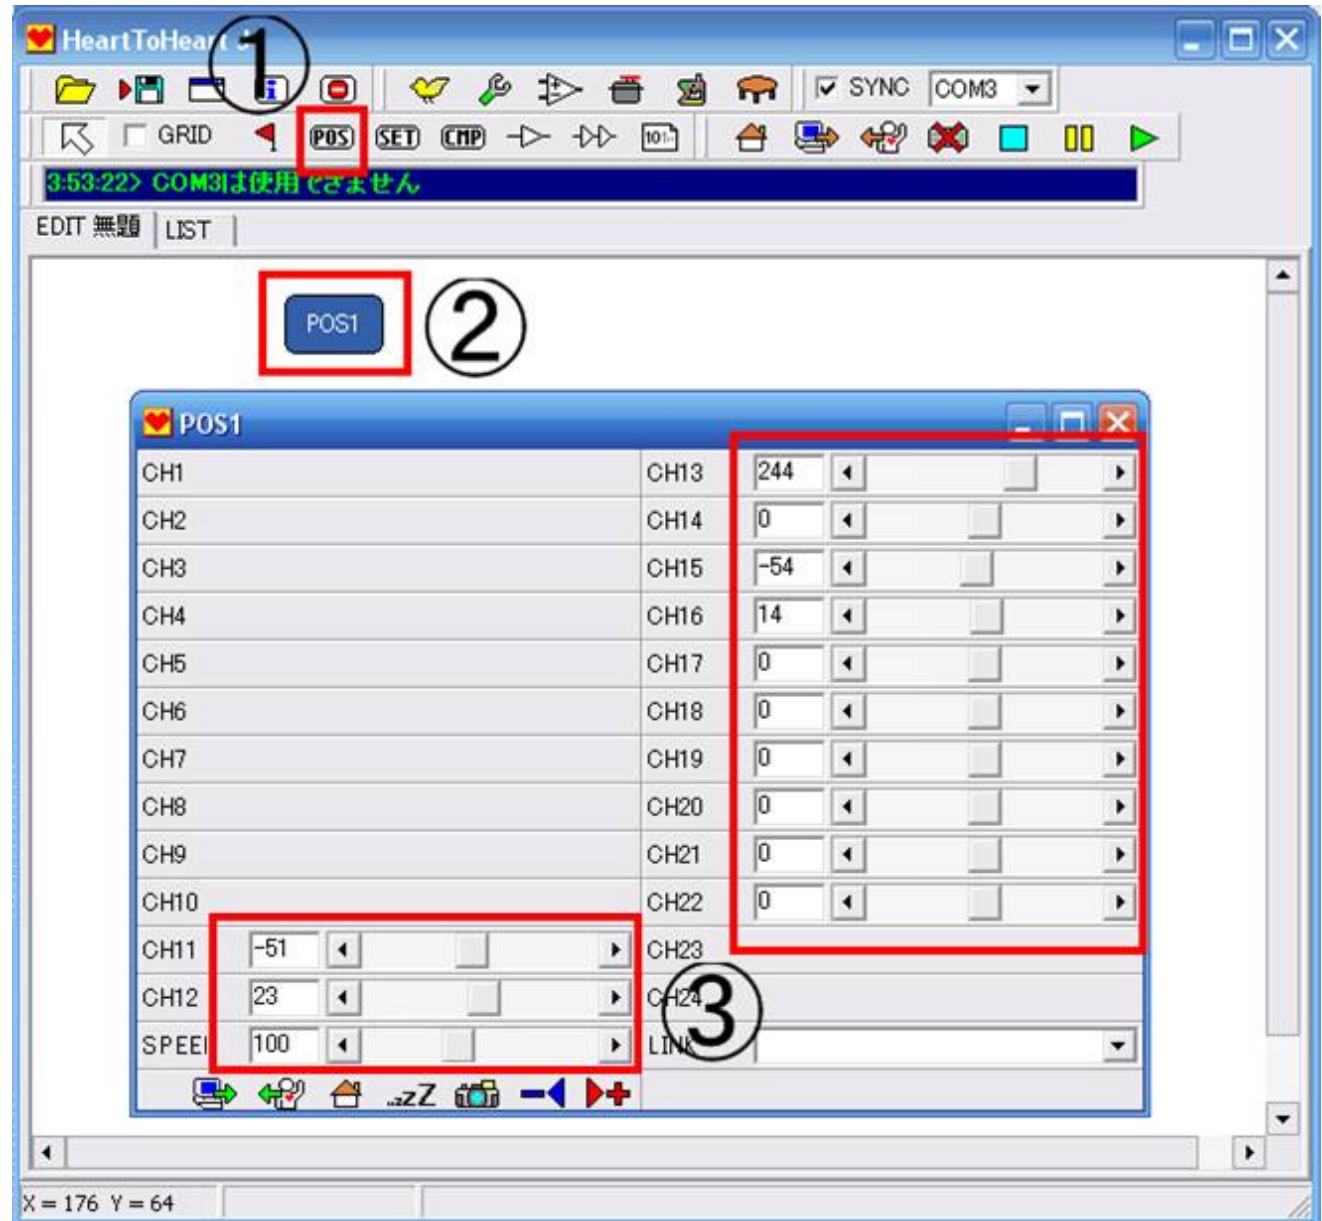 HeartToHeart
①
SYNC COM3
GRID POS SET CMP 101
3:53:22> COM3は使用できません
EDIT 無題 LIST
POS1
②
POS1
CH1 CH13 244
CH2 CH14 0
CH3 CH15 -54
CH4 CH16 14
CH5 CH17 0
CH6 CH18 0
CH7 CH19 0
CH8 CH20 0
CH9 CH21 0
CH10 CH22 0
CH11 -51 CH23
CH12 23 CH24
③
SPEE 100 LINK
..zzZ
X = 176 Y = 64